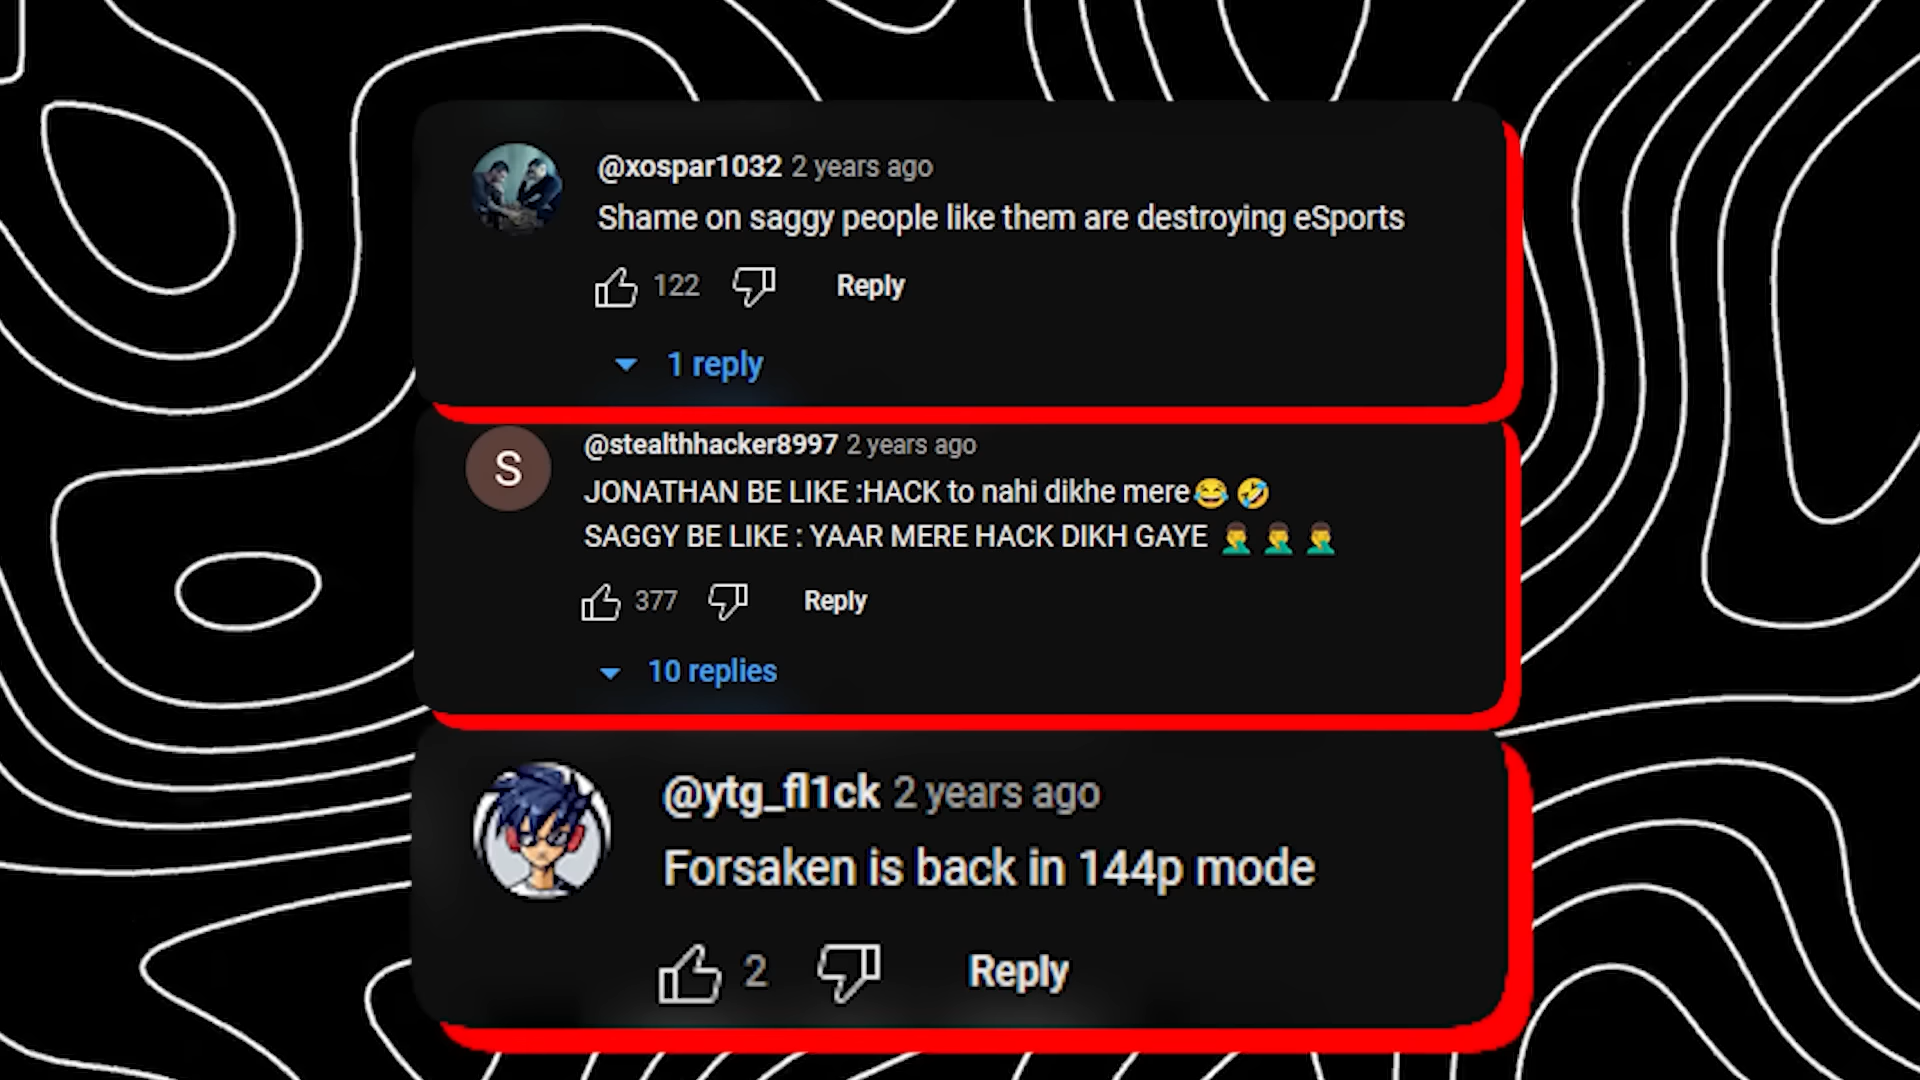 @xospar1032 2 years ago
Shame on saggy people like them are destroying eSports
122 Reply
1 reply
S
@stealthhacker8997 2 years ago
JONATHAN BE LIKE :HACK to nahi dikhe mere😂 🤣
SAGGY BE LIKE : YAAR MERE HACK DIKH GAYE 🤦‍♂️ 🤦‍♂️ 🤦‍♂️
377 Reply
10 replies
@ytg_fl1ck 2 years ago
Forsaken is back in 144p mode
2 Reply